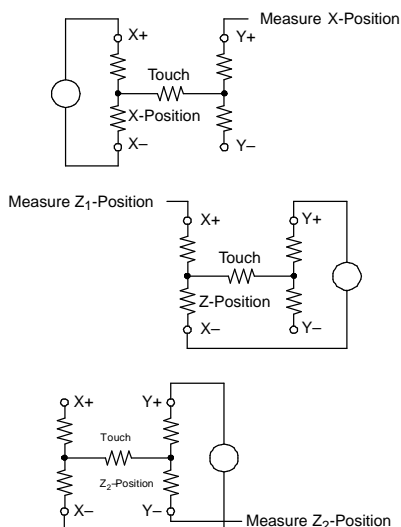 Measure X-Position
X+ Y+
Touch
X-Position
X– Y–
Measure Z₁-Position
X+ Y+
Touch
Z-Position
X– Y–
X+ Y+
Touch
Z₂-Position
X– Y–
Measure Z₂-Position